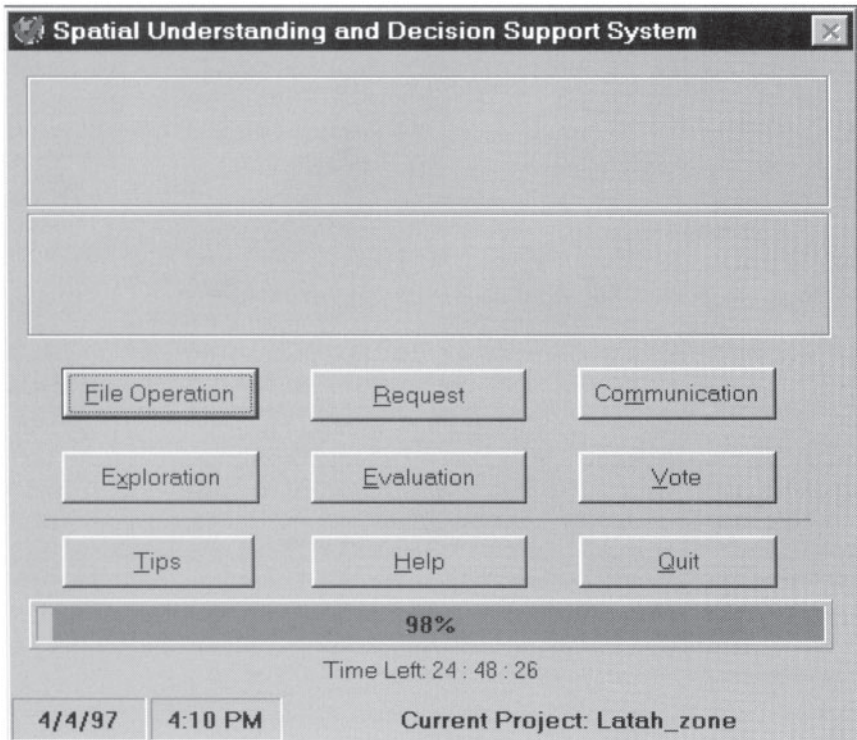 Spatial Understanding and Decision Support System
File Operation
Request
Communication
Exploration
Evaluation
Vote
Tips
Help
Quit
98%
Time Left: 24 : 48 : 26
4/4/97
4:10 PM
Current Project: Latah_zone